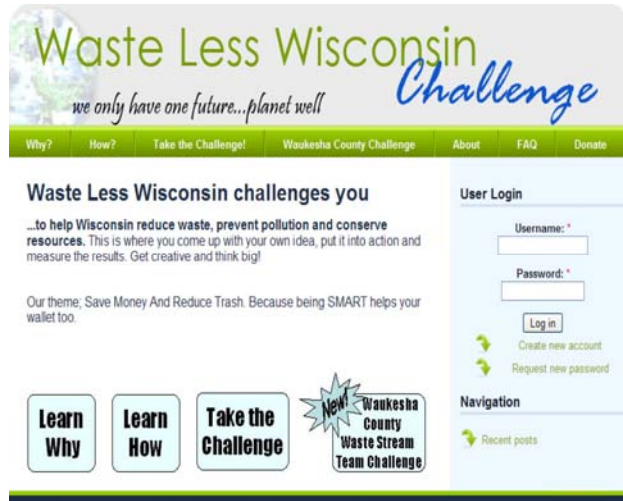 Waste Less Wisconsin
Challenge
we only have one future...planet well
Why? How? Take the Challenge! Waukesha County Challenge About FAQ Donate
Waste Less Wisconsin challenges you
...to help Wisconsin reduce waste, prevent pollution and conserve
resources. This is where you come up with your own idea, put it into action and
measure the results. Get creative and think big!
Our theme; Save Money And Reduce Trash. Because being SMART helps your
wallet too.
Learn
Why
Learn
How
Take the
Challenge
New!
Waukesha
County
Waste Stream
Team Challenge
User Login
Username: *
Password: *
Log in
Create new account
Request new password
Navigation
Recent posts